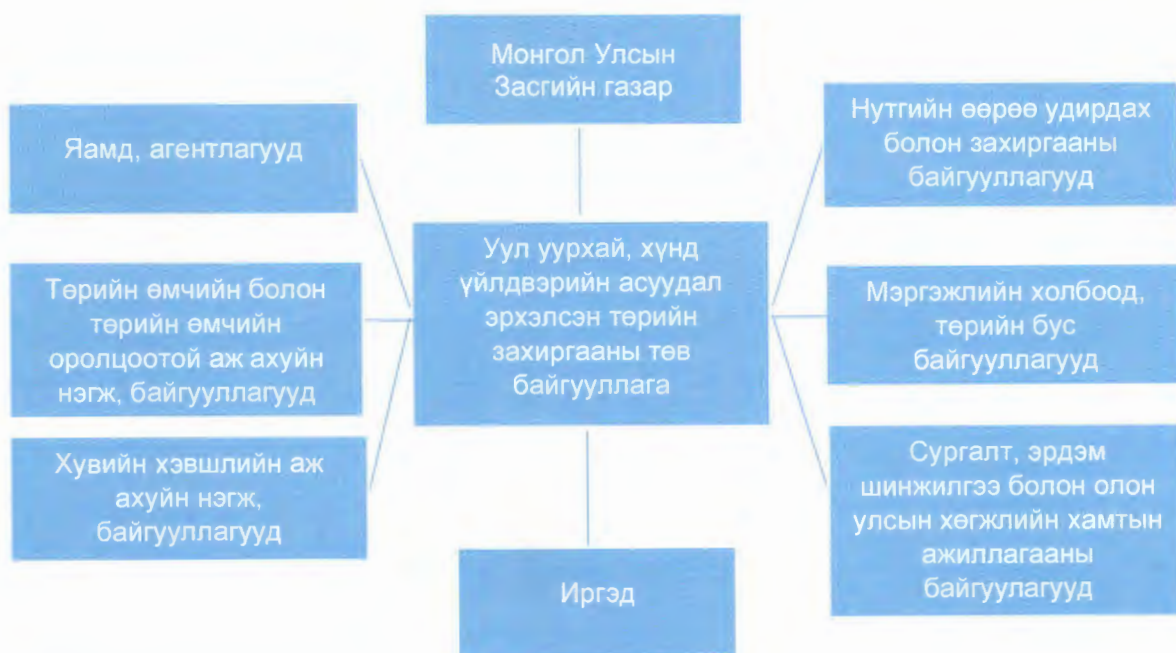 Монгол Улсын
Засгийн газар
Яамд, агентлагууд
Нутгийн өөрөө удирдах
болон захиргааны
байгууллагууд
Уул уурхай, хүнд
үйлдвэрийн асуудал
эрхэлсэн төрийн
захиргааны төв
байгууллага
Төрийн өмчийн болон
төрийн өмчийн
оролцоотой аж ахуйн
нэгж, байгууллагууд
Мэргэжлийн холбоод,
төрийн бус
байгууллагууд
Хувийн хэвшлийн аж
ахуйн нэгж,
байгууллагууд
Сургалт, эрдэм
шинжилгээ болон олон
улсын хөгжлийн хамтын
ажиллагааны
байгуулагууд
Иргэд